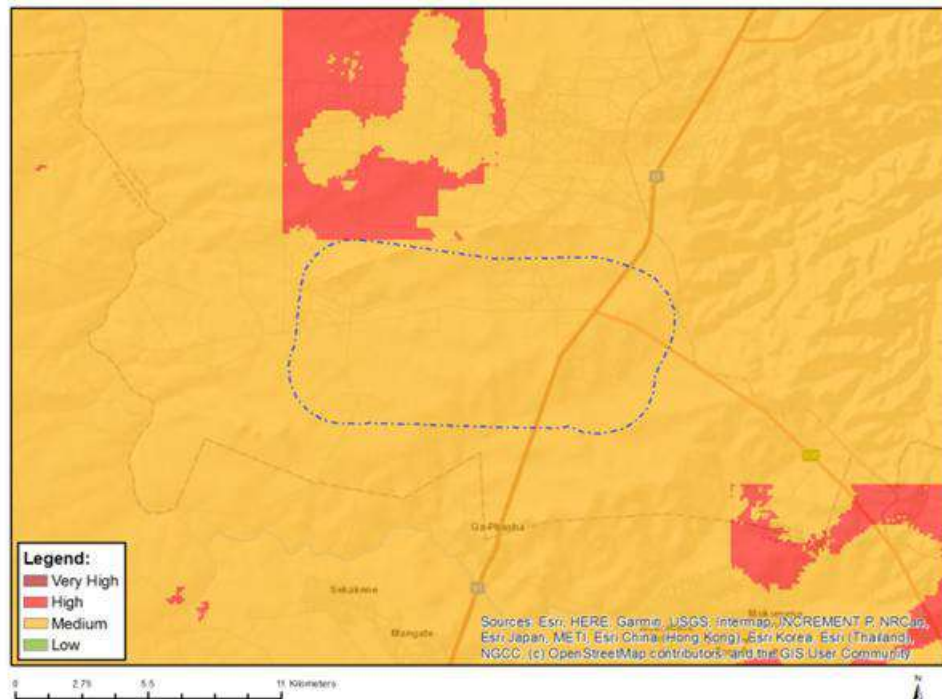 Ga-Phasha
Sekakene
Mangate
Legend:
Very High
High
Medium
Low
Sources: Esri, HERE, Garmin, USGS, Intermap, INCREMENT P, NRCan,
Esri Japan, METI, Esri China (Hong Kong), Esri Korea, Esri (Thailand),
NGCC, (c) OpenStreetMap contributors, and the GIS User Community
0 2.75 5.5 11 Kilometers
N